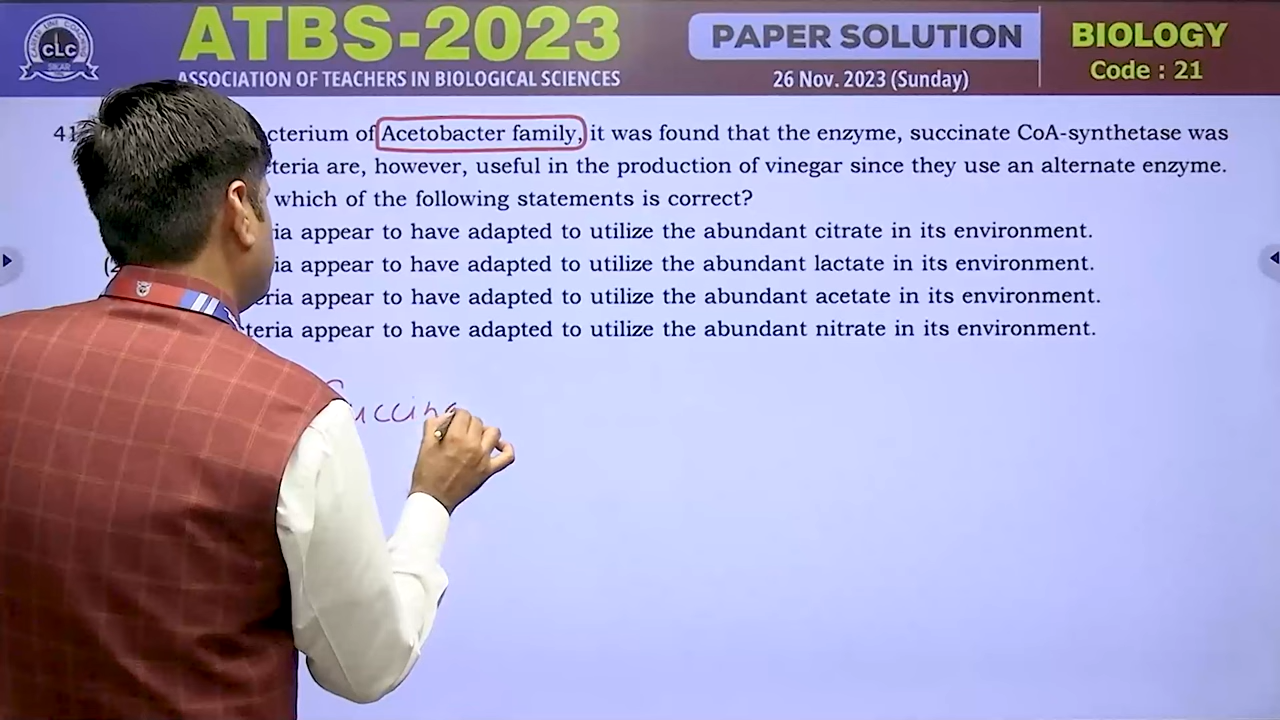 CLC
SIKAR
ATBS-2023
ASSOCIATION OF TEACHERS IN BIOLOGICAL SCIENCES
PAPER SOLUTION
26 Nov. 2023 (Sunday)
BIOLOGY
Code : 21
41 cterium of Acetobacter family, it was found that the enzyme, succinate CoA-synthetase was
cteria are, however, useful in the production of vinegar since they use an alternate enzyme.
which of the following statements is correct?
ia appear to have adapted to utilize the abundant citrate in its environment.
(2 ia appear to have adapted to utilize the abundant lactate in its environment.
eria appear to have adapted to utilize the abundant acetate in its environment.
teria appear to have adapted to utilize the abundant nitrate in its environment.
Succina